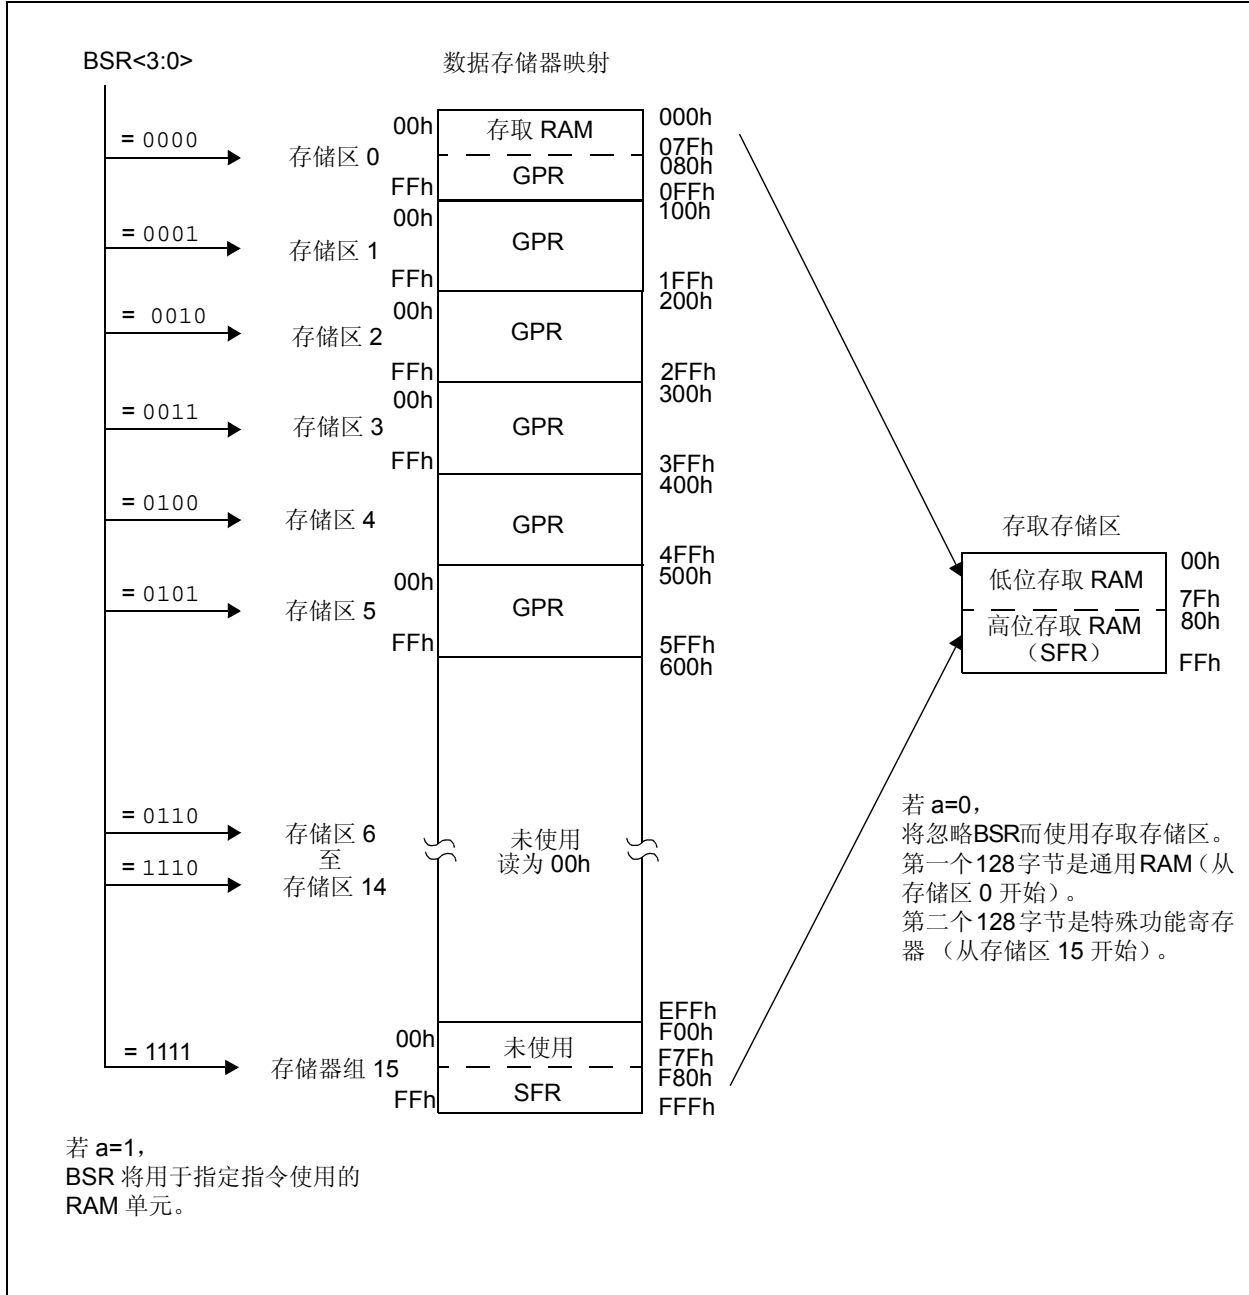 BSR<3:0>
数据存储器映射
= 0000
存储区 0
00h
存取 RAM
000h
07Fh
080h
FFh
GPR
0FFh
= 0001
存储区 1
00h
GPR
100h
FFh
1FFh
= 0010
存储区 2
00h
GPR
200h
FFh
2FFh
= 0011
存储区 3
00h
GPR
300h
FFh
3FFh
= 0100
存储区 4
GPR
400h
4FFh
= 0101
存储区 5
00h
GPR
500h
FFh
5FFh
600h
= 0110
存储区 6
至
= 1110
存储区 14
未使用
读为 00h
EFFh
= 1111
存储器组 15
00h
未使用
F00h
F7Fh
F80h
FFh
SFR
FFFh
存取存储区
低位存取 RAM
00h
7Fh
高位存取 RAM
（SFR）
80h
FFh
若 a=0，
将忽略BSR而使用存取存储区。
第一个128字节是通用RAM（从
存储区 0 开始）。
第二个128字节是特殊功能寄存
器 （从存储区 15 开始）。
若 a=1，
BSR 将用于指定指令使用的
RAM 单元。